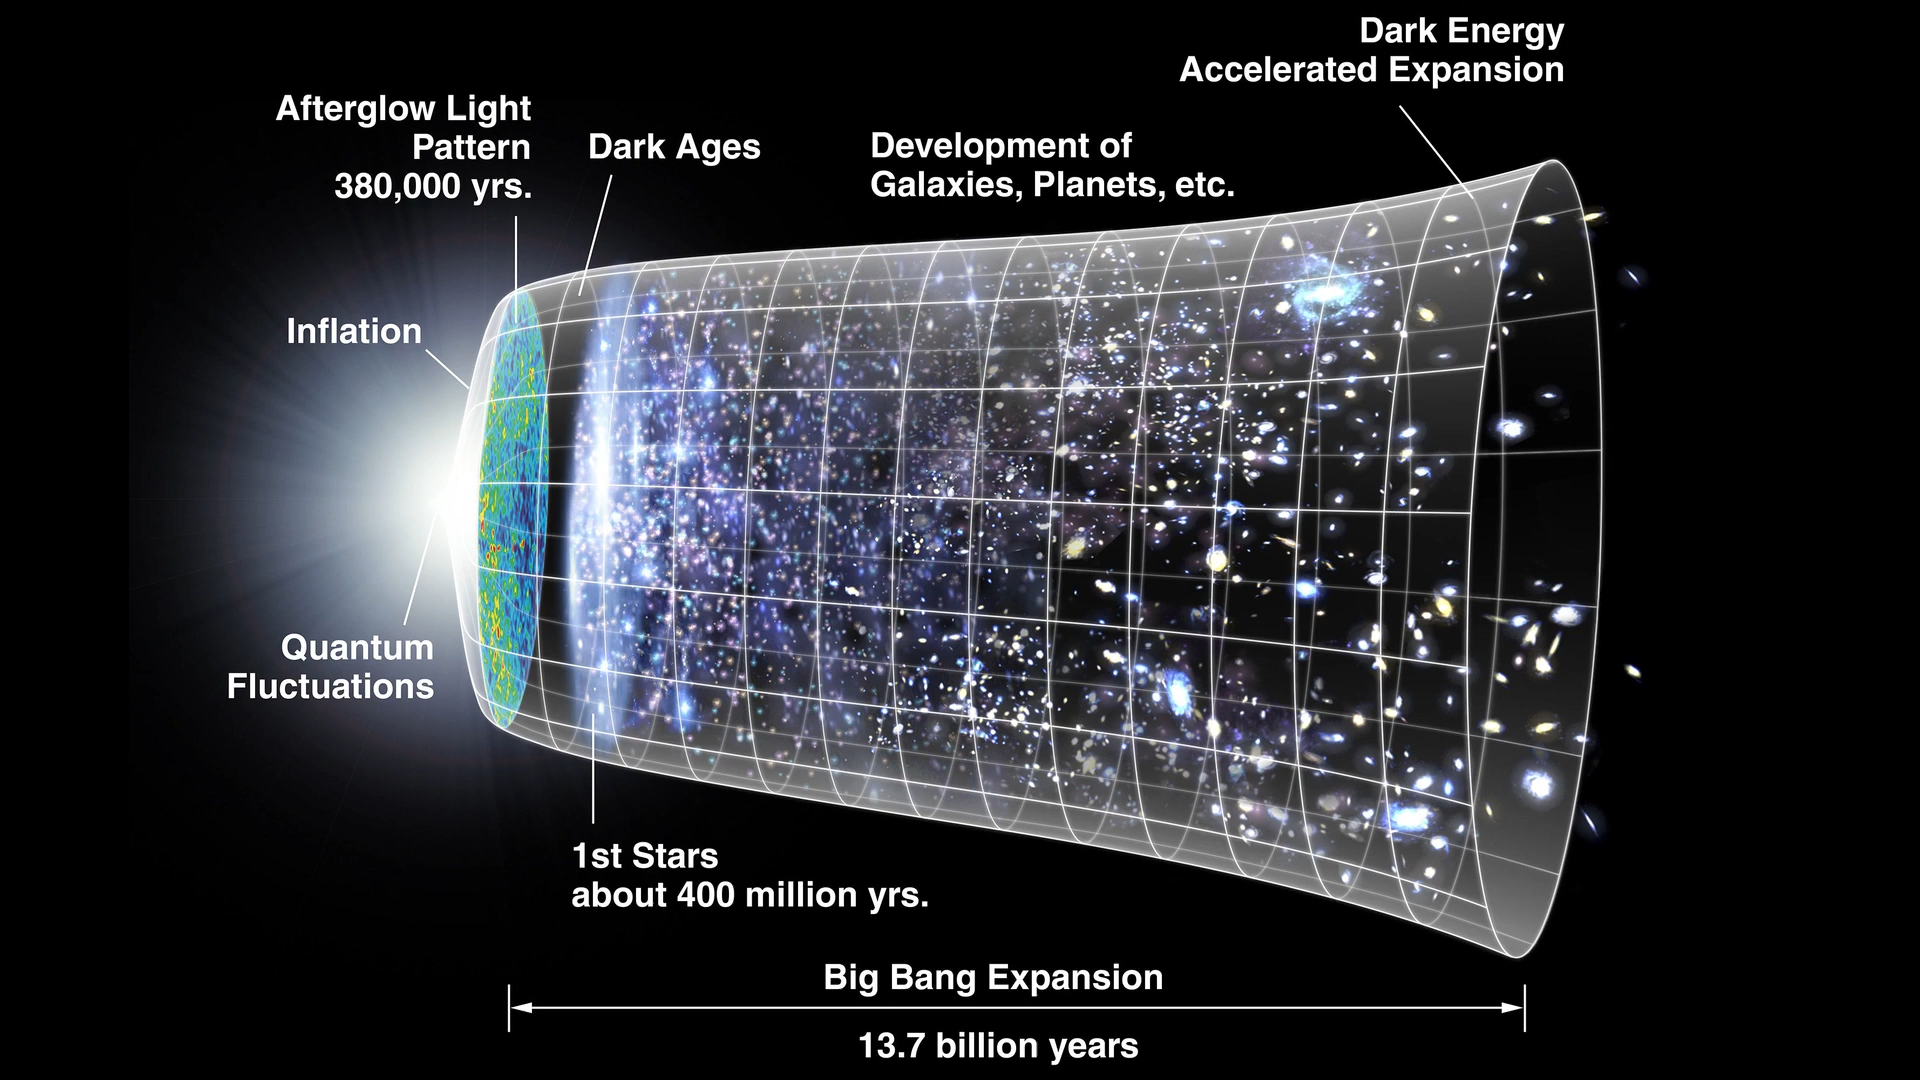 Dark Energy
Accelerated Expansion
Afterglow Light
Pattern
380,000 yrs.
Dark Ages
Development of
Galaxies, Planets, etc.
Inflation
Quantum
Fluctuations
1st Stars
about 400 million yrs.
Big Bang Expansion
13.7 billion years